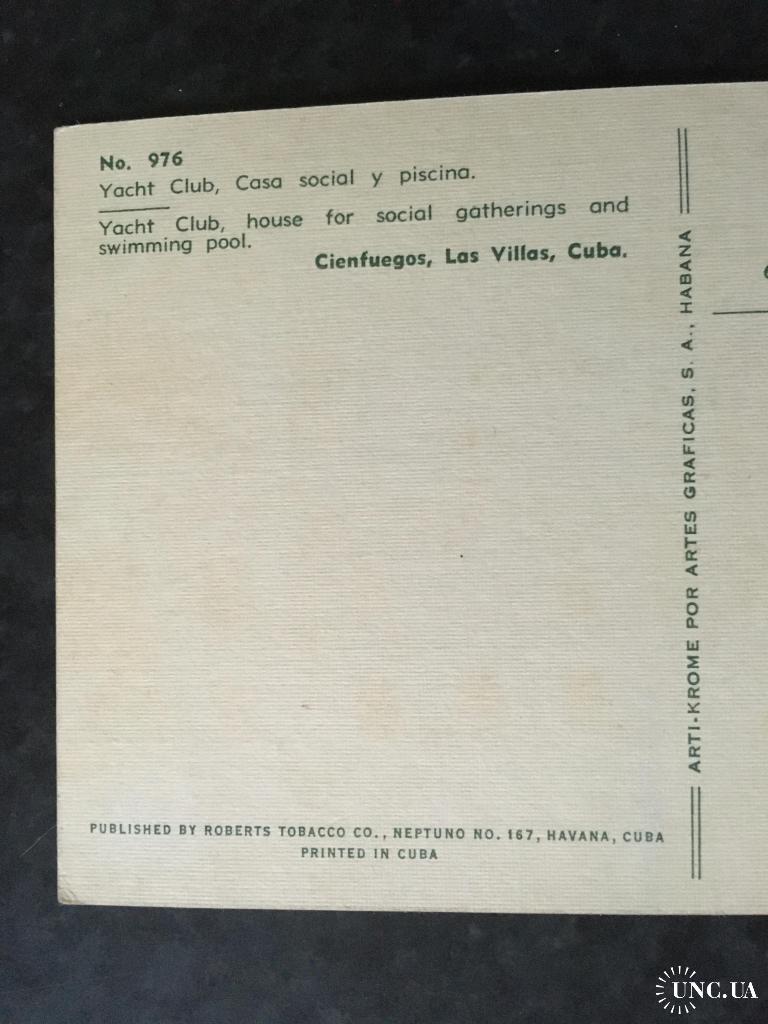 No. 976
Yacht Club, Casa social y piscina.
Yacht Club, house for social gatherings and
swimming pool.
Cienfuegos, Las Villas, Cuba.
ARTI-KROME POR ARTES GRAFICAS, S. A., HABANA
PUBLISHED BY ROBERTS TOBACCO CO., NEPTUNO NO. 167, HAVANA, CUBA
PRINTED IN CUBA
UNC.UA